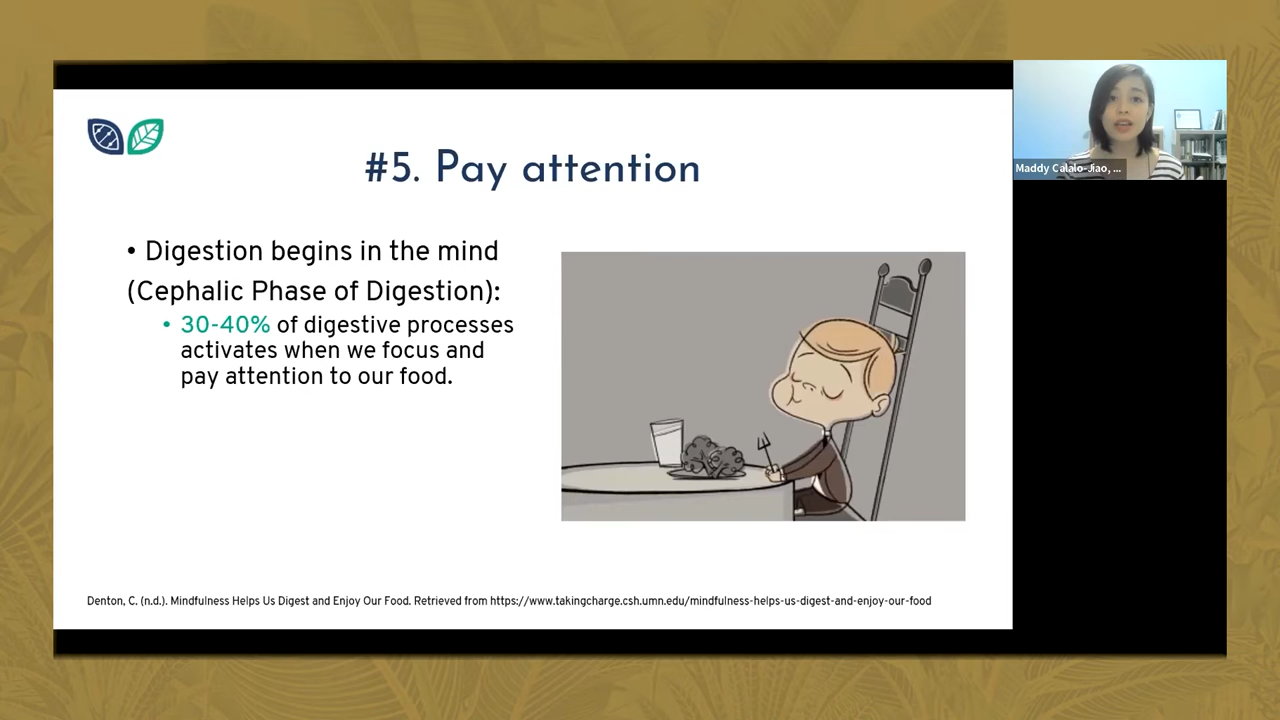 #5. Pay attention
• Digestion begins in the mind
(Cephalic Phase of Digestion):
• 30-40% of digestive processes
activates when we focus and
pay attention to our food.
Denton, C. (n.d.). Mindfulness Helps Us Digest and Enjoy Our Food. Retrieved from https://www.takingcharge.csh.umn.edu/mindfulness-helps-us-digest-and-enjoy-our-food
Maddy Calalo-Jiao, ...